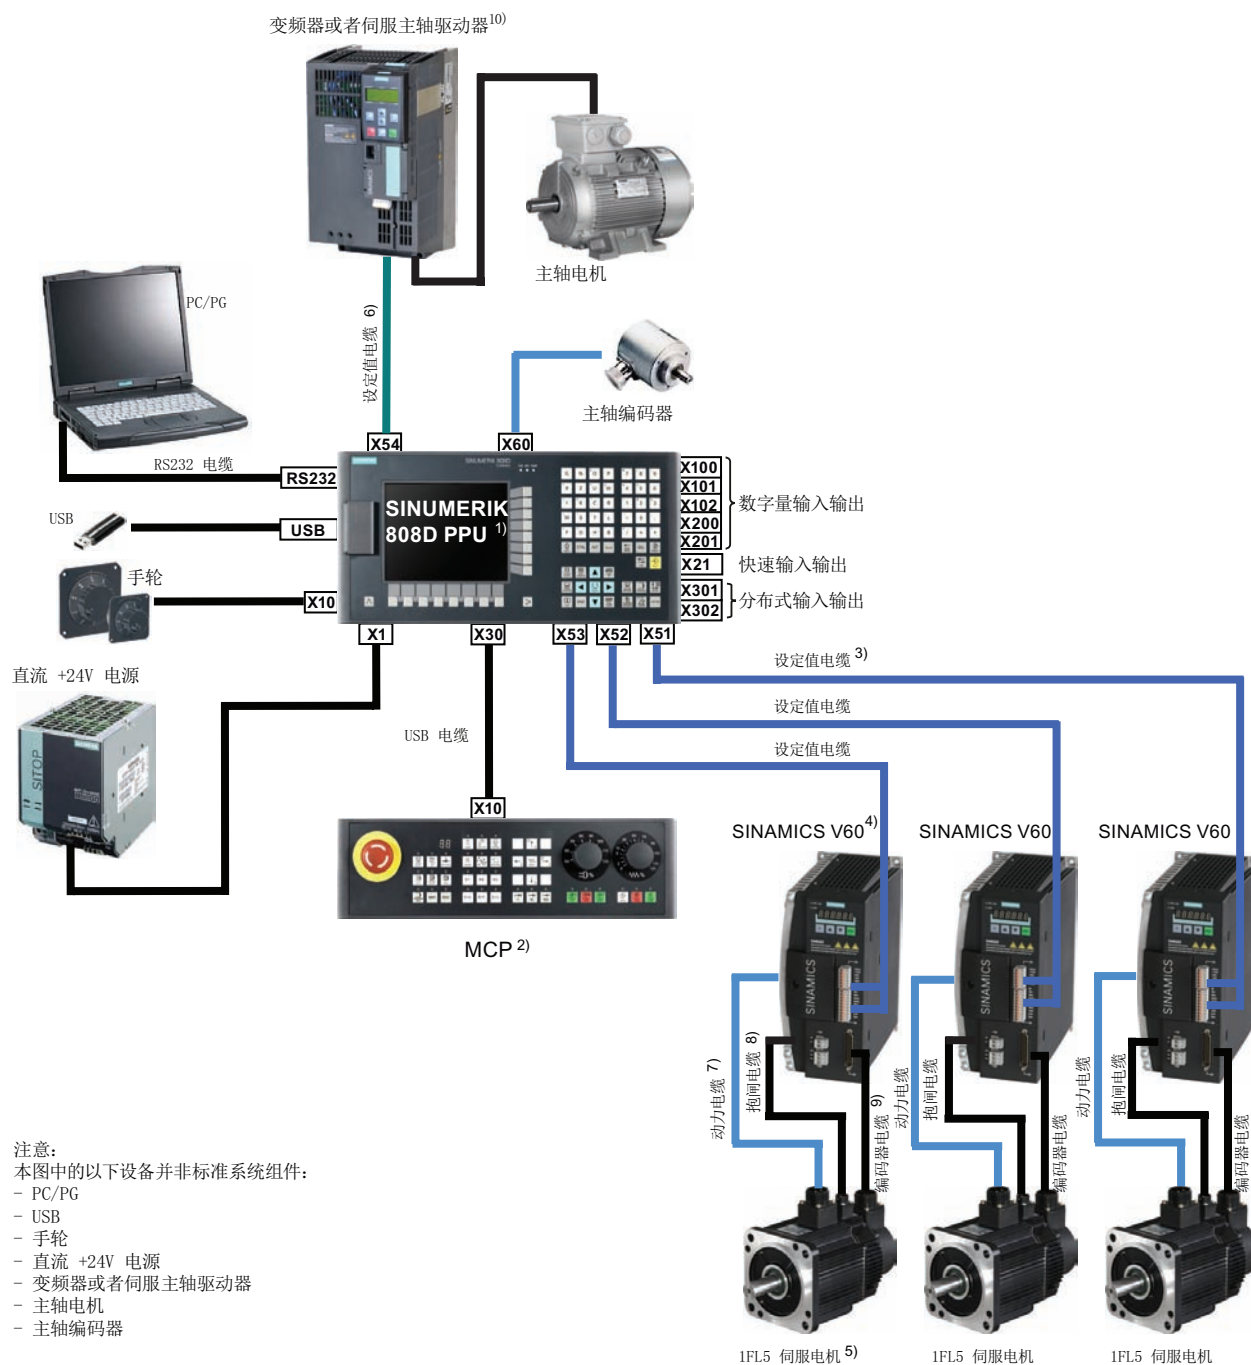 变频器或者伺服主轴驱动器10)
主轴电机
PC/PG
设定值电缆 6)
主轴编码器
X54
X60
RS232 电缆
RS232
USB
USB
手轮
X10
SINUMERIK
808D PPU 1)
X100
X101
X102
X200
X201
数字量输入输出
X21
快速输入输出
X301
X302
分布式输入输出
X1
X30
X53
X52
X51
直流 +24V 电源
SITOP
设定值电缆 3)
设定值电缆
设定值电缆
USB 电缆
X10
MCP 2)
SINAMICS V60 4)
SINAMICS V60
SINAMICS V60
SINAMICS
SINAMICS
SINAMICS
动力电缆 7)
抱闸电缆 8)
编码器电缆 9)
动力电缆
抱闸电缆
编码器电缆
动力电缆
抱闸电缆
编码器电缆
1FL5 伺服电机 5)
1FL5 伺服电机
1FL5 伺服电机
注意:
本图中的以下设备并非标准系统组件:
- PC/PG
- USB
- 手轮
- 直流 +24V 电源
- 变频器或者伺服主轴驱动器
- 主轴电机
- 主轴编码器